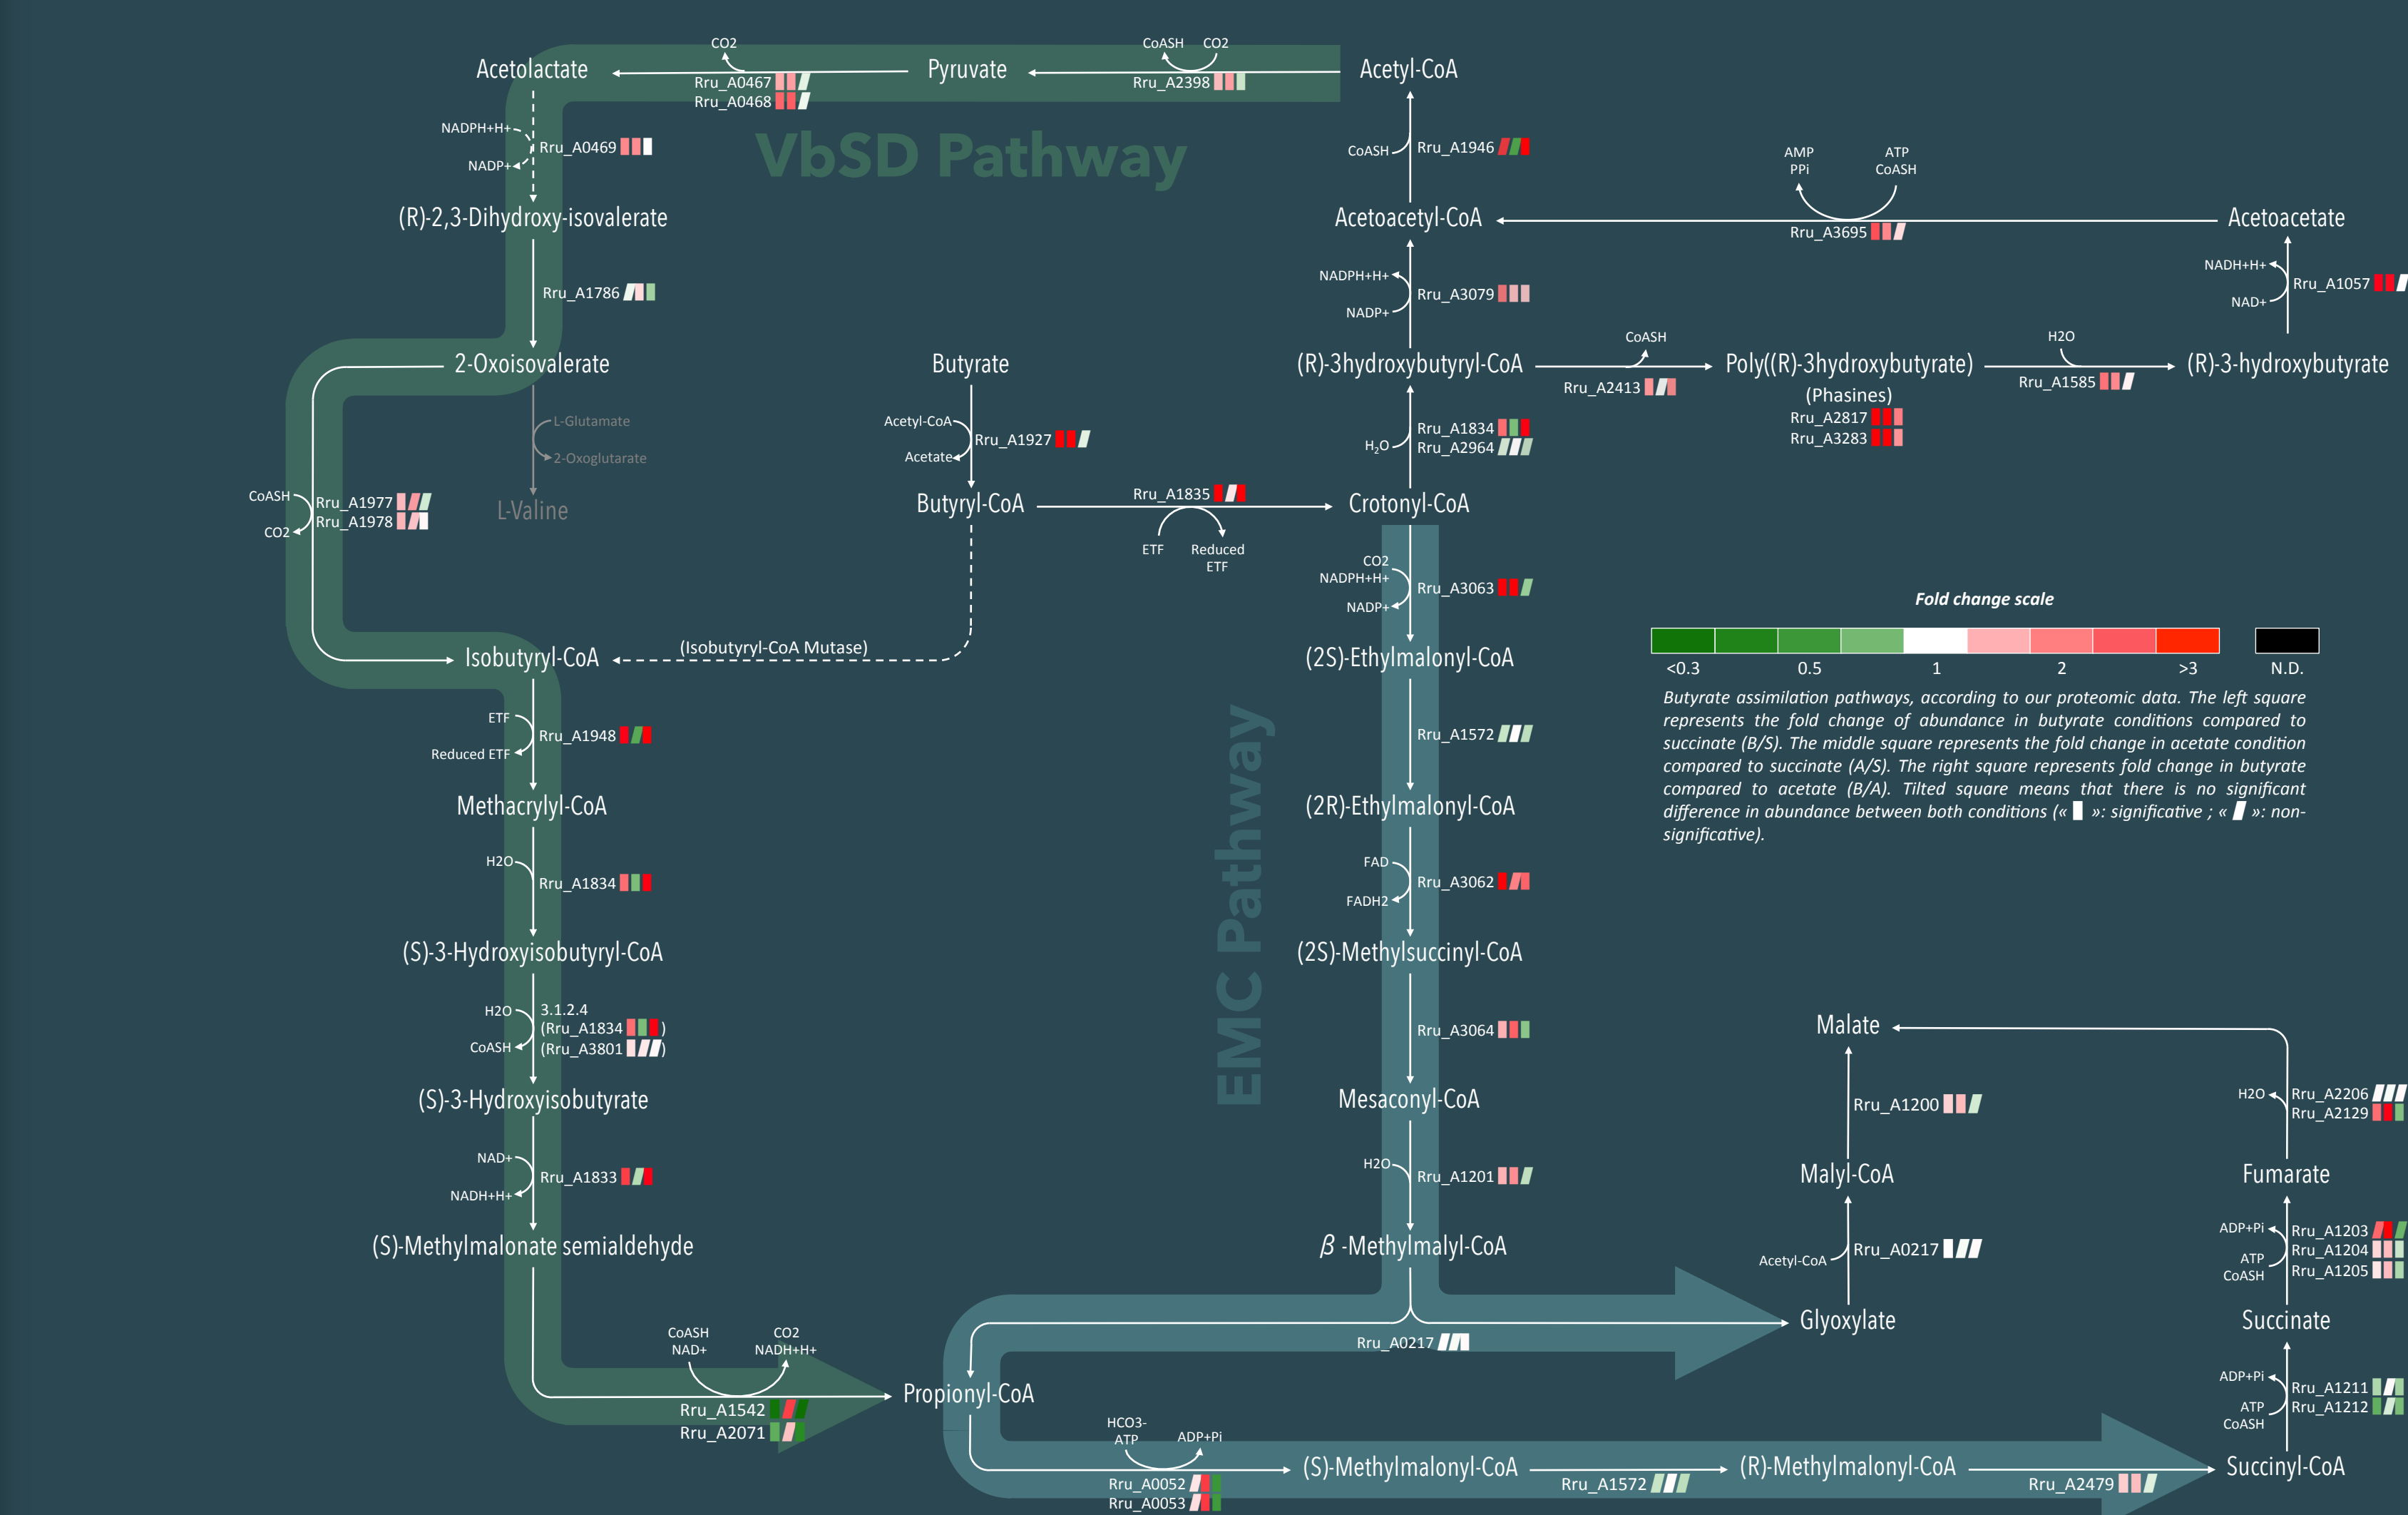 CO2
CoASH CO2
Acetolactate
Pyruvate
Acetyl-CoA
Rru_A0467
Rru_A0468
Rru_A2398
VbSD Pathway
NADPH+H+
NADP+
Rru_A0469
CoASH
Rru_A1946
AMP
PPi
ATP
CoASH
(R)-2,3-Dihydroxy-isovalerate
Acetoacetyl-CoA
Rru_A3695
Acetoacetate
Rru_A1786
NADPH+H+
NADP+
Rru_A3079
NADH+H+
NAD+
Rru_A1057
2-Oxoisovalerate
Butyrate
(R)-3hydroxybutyryl-CoA
CoASH
Rru_A2413
Poly((R)-3hydroxybutyrate)
(Phasines)
Rru_A2817
Rru_A3283
H2O
Rru_A1585
(R)-3-hydroxybutyrate
L-Glutamate
2-Oxoglutarate
Acetyl-CoA
Acetate
Rru_A1927
H2O
Rru_A1834
Rru_A2964
CoASH
CO2
Rru_A1977
Rru_A1978
L-Valine
Butyryl-CoA
Rru_A1835
ETF
Reduced
ETF
Crotonyl-CoA
CO2
NADPH+H+
NADP+
Rru_A3063
Isobutyryl-CoA
(Isobutyryl-CoA Mutase)
(2S)-Ethylmalonyl-CoA
Fold change scale
<0.3 0.5 1 2 >3 N.D.
Butyrate assimilation pathways, according to our proteomic data. The left square
represents the fold change of abundance in butyrate conditions compared to
succinate (B/S). The middle square represents the fold change in acetate condition
compared to succinate (A/S). The right square represents fold change in butyrate
compared to acetate (B/A). Tilted square means that there is no significant
difference in abundance between both conditions (« »: significative ; « »: non-
significative).
ETF
Reduced ETF
Rru_A1948
Rru_A1572
EMC Pathway
Methacrylyl-CoA
(2R)-Ethylmalonyl-CoA
H2O
Rru_A1834
FAD
FADH2
Rru_A3062
(S)-3-Hydroxyisobutyryl-CoA
(2S)-Methylsuccinyl-CoA
H2O
CoASH
3.1.2.4
(Rru_A1834 )
(Rru_A3801 )
Rru_A3064
Malate
(S)-3-Hydroxyisobutyrate
Mesaconyl-CoA
Rru_A1200
H2O
Rru_A2206
Rru_A2129
NAD+
NADH+H+
Rru_A1833
H2O
Rru_A1201
Malyl-CoA
Fumarate
(S)-Methylmalonate semialdehyde
β -Methylmalyl-CoA
Acetyl-CoA
Rru_A0217
ADP+Pi
ATP
CoASH
Rru_A1203
Rru_A1204
Rru_A1205
CoASH
NAD+
CO2
NADH+H+
Rru_A0217
Glyoxylate
Succinate
Rru_A1542
Rru_A2071
Propionyl-CoA
ADP+Pi
ATP
CoASH
Rru_A1211
Rru_A1212
HCO3-
ATP
ADP+Pi
Rru_A0052
Rru_A0053
(S)-Methylmalonyl-CoA
Rru_A1572
(R)-Methylmalonyl-CoA
Rru_A2479
Succinyl-CoA